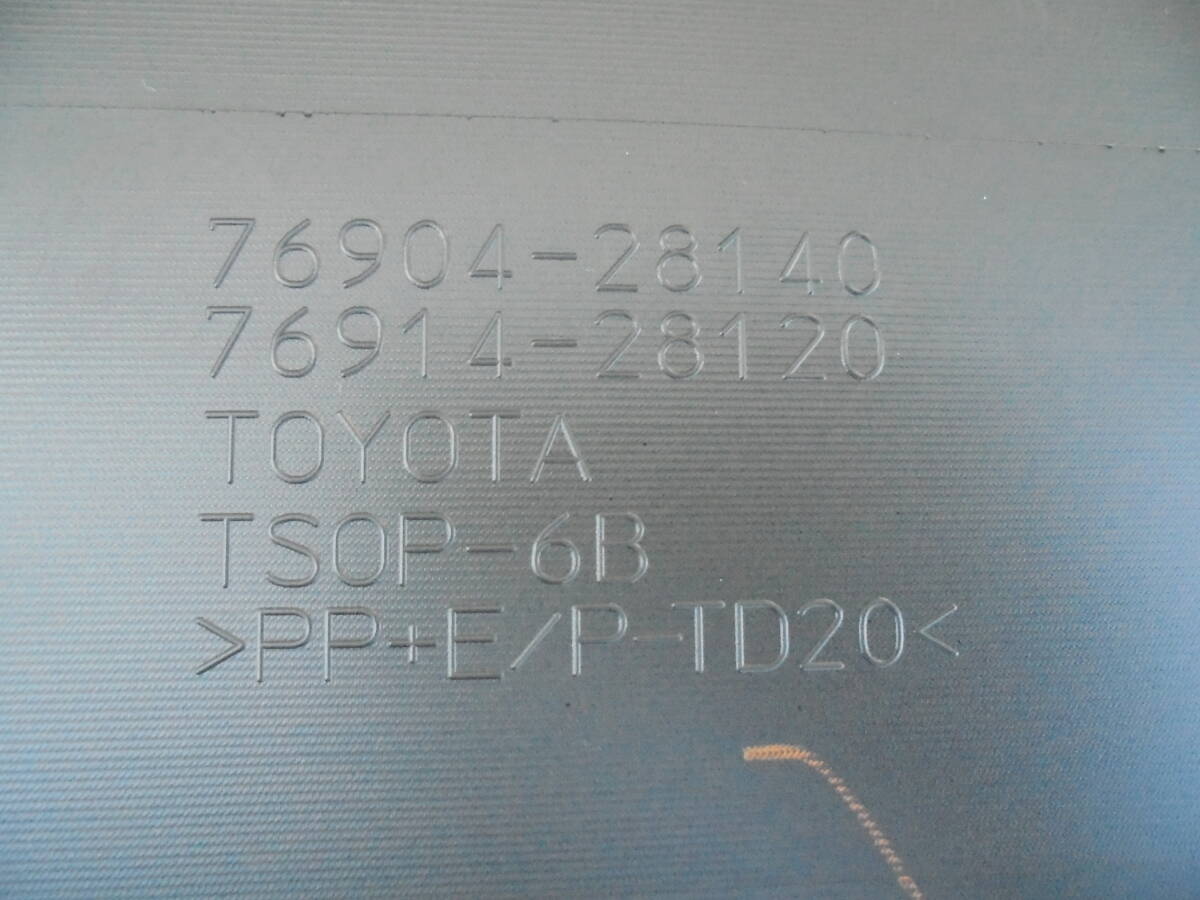 76904-28140
76914-28120
TOYOTA
TSOP-6B
>PP+E/P-TD20<